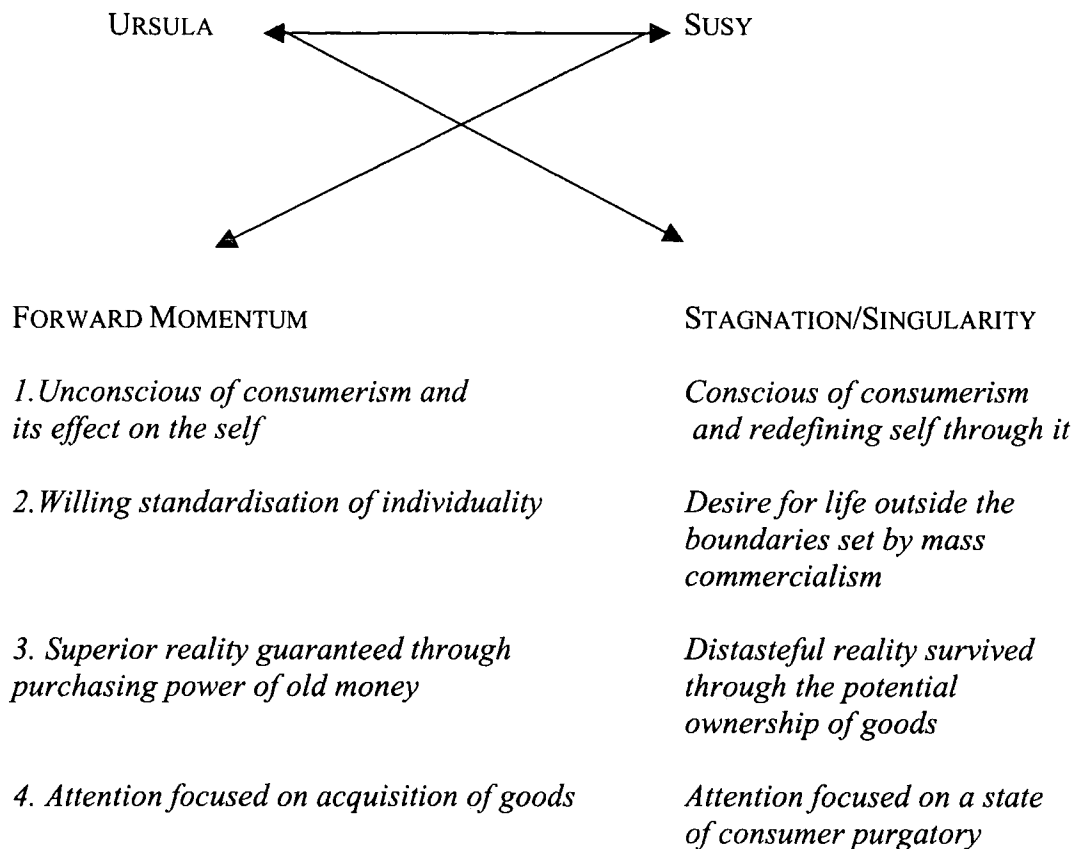 URSULA SUSY
FORWARD MOMENTUM STAGNATION/SINGULARITY
1. Unconscious of consumerism and Conscious of consumerism
its effect on the self and redefining self through it
2. Willing standardisation of individuality Desire for life outside the
boundaries set by mass
commercialism
3. Superior reality guaranteed through Distasteful reality survived
purchasing power of old money through the potential
ownership of goods
4. Attention focused on acquisition of goods Attention focused on a state
of consumer purgatory